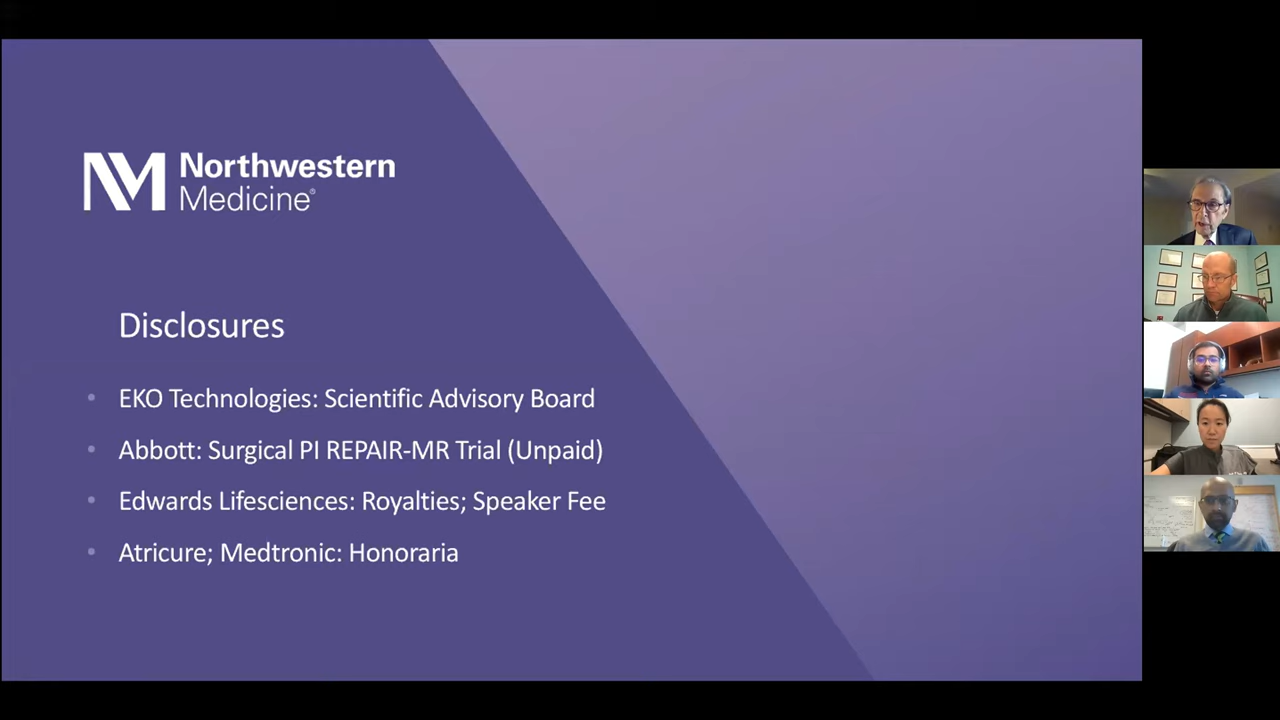 Northwestern
Medicine®
Disclosures
• EKO Technologies: Scientific Advisory Board
• Abbott: Surgical PI REPAIR-MR Trial (Unpaid)
• Edwards Lifesciences: Royalties; Speaker Fee
• Atricure; Medtronic: Honoraria